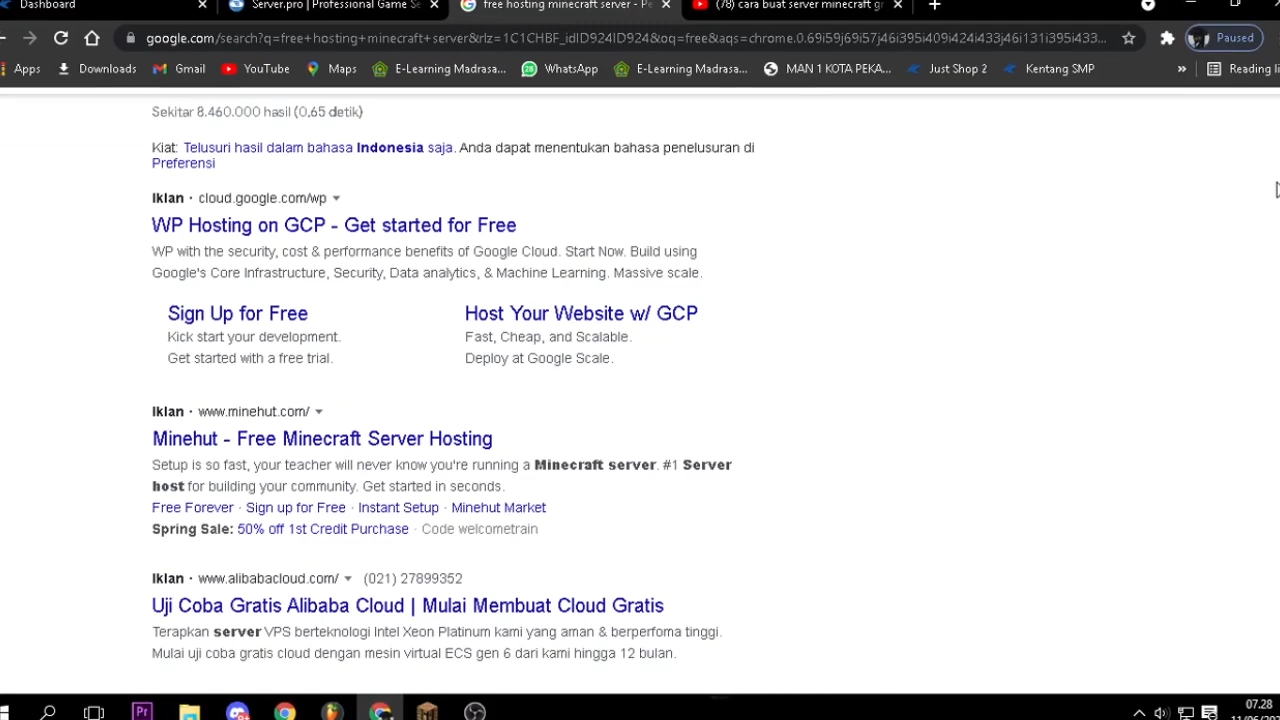 Dashboard
Server.pro | Professional Game Se
free hosting minecraft server - Pe
(78) cara buat server minecraft gr
google.com/search?q=free+hosting+minecraft+server&rlz=1C1CHBF_idID924ID924&oq=free&aqs=chrome.0.69i59j69i57j46i395i409i424i433j46i131i395i433...
Paused
Apps
Downloads
Gmail
YouTube
Maps
E-Learning Madrasa...
WhatsApp
E-Learning Madrasa...
MAN 1 KOTA PEKA...
Just Shop 2
Kentang SMP
»
Reading li
Sekitar 8.460.000 hasil (0,65 detik)
Kiat: Telusuri hasil dalam bahasa Indonesia saja. Anda dapat menentukan bahasa penelusuran di
Preferensi
Iklan · cloud.google.com/wp
WP Hosting on GCP - Get started for Free
WP with the security, cost & performance benefits of Google Cloud. Start Now. Build using
Google's Core Infrastructure, Security, Data analytics, & Machine Learning. Massive scale.
Sign Up for Free
Kick start your development.
Get started with a free trial.
Host Your Website w/ GCP
Fast, Cheap, and Scalable.
Deploy at Google Scale.
Iklan · www.minehut.com/
Minehut - Free Minecraft Server Hosting
Setup is so fast, your teacher will never know you're running a Minecraft server. #1 Server
host for building your community. Get started in seconds.
Free Forever · Sign up for Free · Instant Setup · Minehut Market
Spring Sale: 50% off 1st Credit Purchase · Code welcometrain
Iklan · www.alibabacloud.com/ (021) 27899352
Uji Coba Gratis Alibaba Cloud | Mulai Membuat Cloud Gratis
Terapkan server VPS berteknologi Intel Xeon Platinum kami yang aman & berperfoma tinggi.
Mulai uji coba gratis cloud dengan mesin virtual ECS gen 6 dari kami hingga 12 bulan.
Pr
07.28